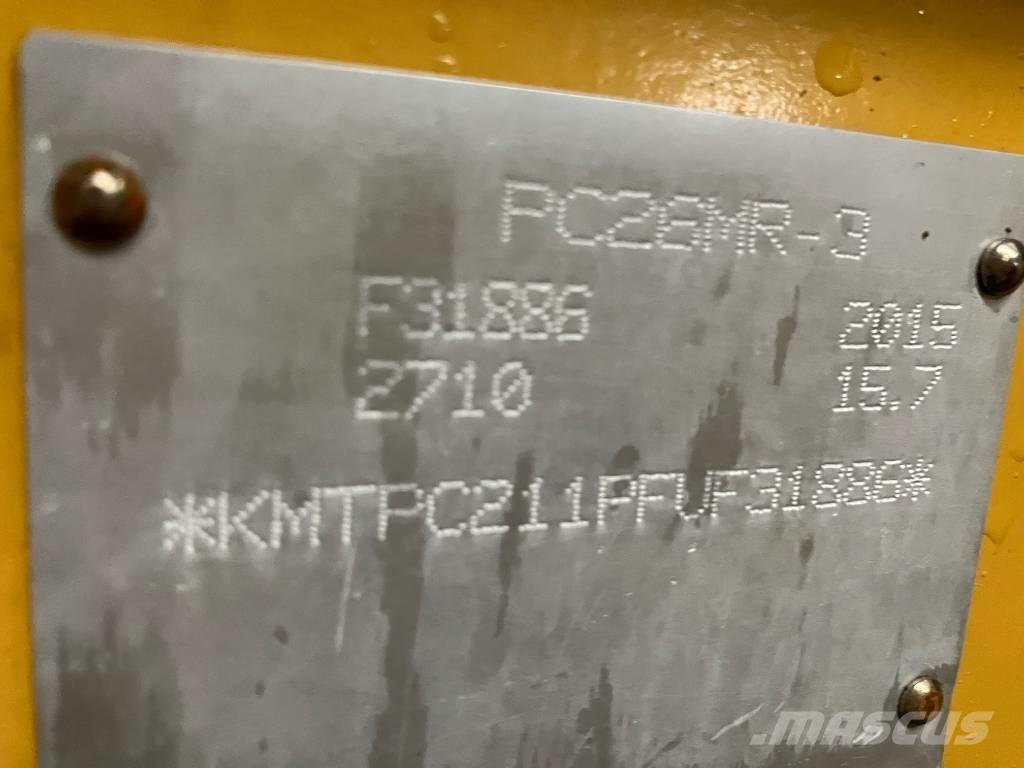 PC26MR-3
F31886 2015
2710 15.7
*KMTPC211PFUF31886*
MASCUS